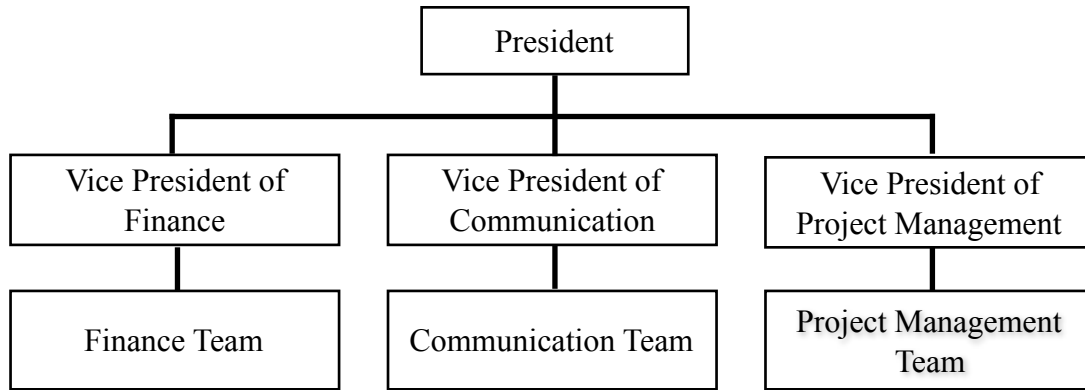 President
Vice President of
Finance
Vice President of
Communication
Vice President of
Project Management
Finance Team
Communication Team
Project Management
Team